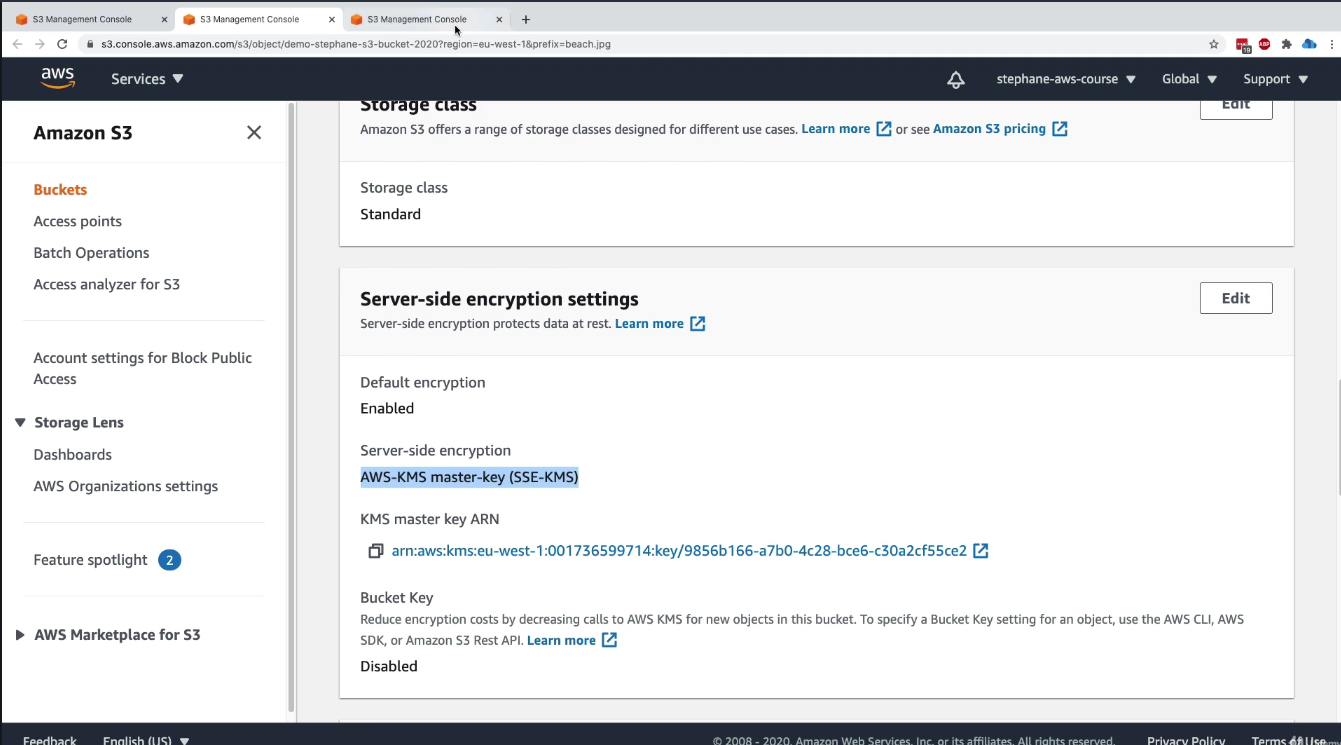 S3 Management Console
S3 Management Console
S3 Management Console
s3.console.aws.amazon.com/s3/object/demo-stephane-s3-bucket-2020?region=eu-west-1&prefix=beach.jpg
19
ABP
aws
Services
stephane-aws-course
Global
Support
Amazon S3
Buckets
Access points
Batch Operations
Access analyzer for S3
Account settings for Block Public
Access
Storage Lens
Dashboards
AWS Organizations settings
Feature spotlight 2
AWS Marketplace for S3
Storage class
Edit
Amazon S3 offers a range of storage classes designed for different use cases. Learn more or see Amazon S3 pricing
Storage class
Standard
Server-side encryption settings
Edit
Server-side encryption protects data at rest. Learn more
Default encryption
Enabled
Server-side encryption
AWS-KMS master-key (SSE-KMS)
KMS master key ARN
arn:aws:kms:eu-west-1:001736599714:key/9856b166-a7b0-4c28-bce6-c30a2cf55ce2
Bucket Key
Reduce encryption costs by decreasing calls to AWS KMS for new objects in this bucket. To specify a Bucket Key setting for an object, use the AWS CLI, AWS
SDK, or Amazon S3 Rest API. Learn more
Disabled
Feedback
English (US)
© 2008 - 2020, Amazon Web Services, Inc. or its affiliates. All rights reserved.
Privacy Policy
Terms of Use